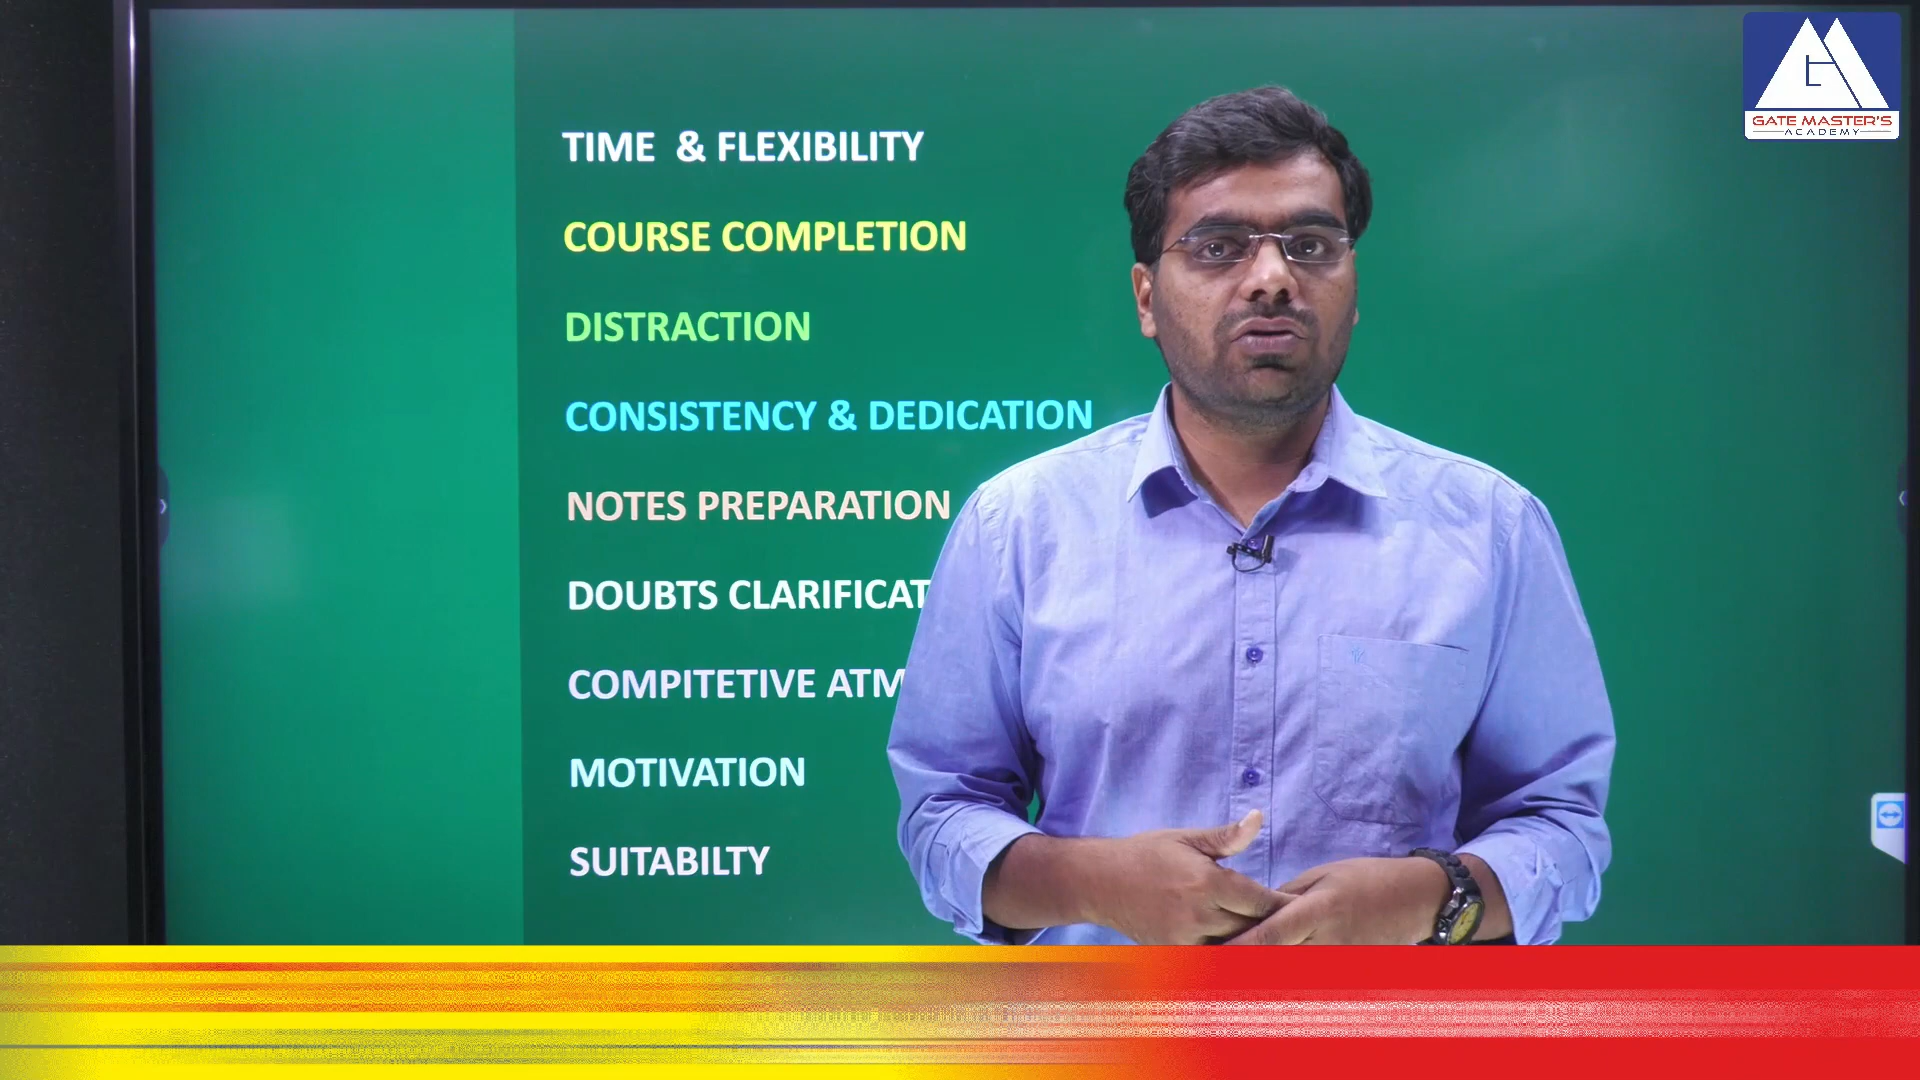 TIME & FLEXIBILITY
COURSE COMPLETION
DISTRACTION
CONSISTENCY & DEDICATION
NOTES PREPARATION
DOUBTS CLARIFICAT
COMPITETIVE ATM
MOTIVATION
SUITABILTY
GATE MASTER'S
ACADEMY